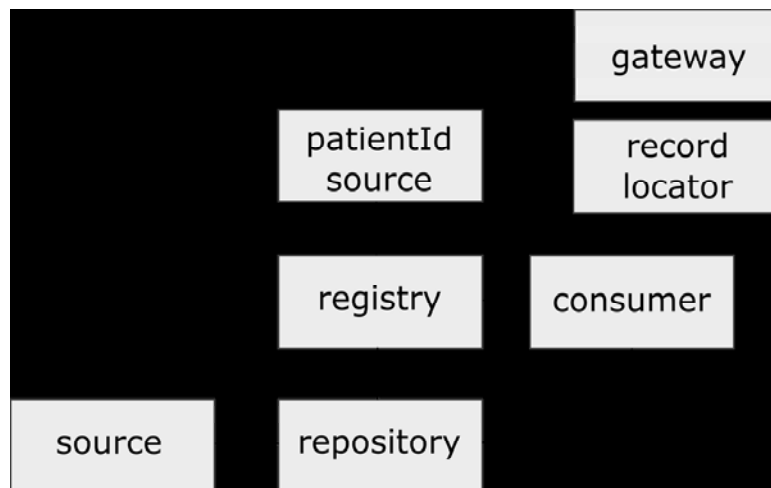 gateway
patientId
source
record
locator
registry
consumer
source
repository